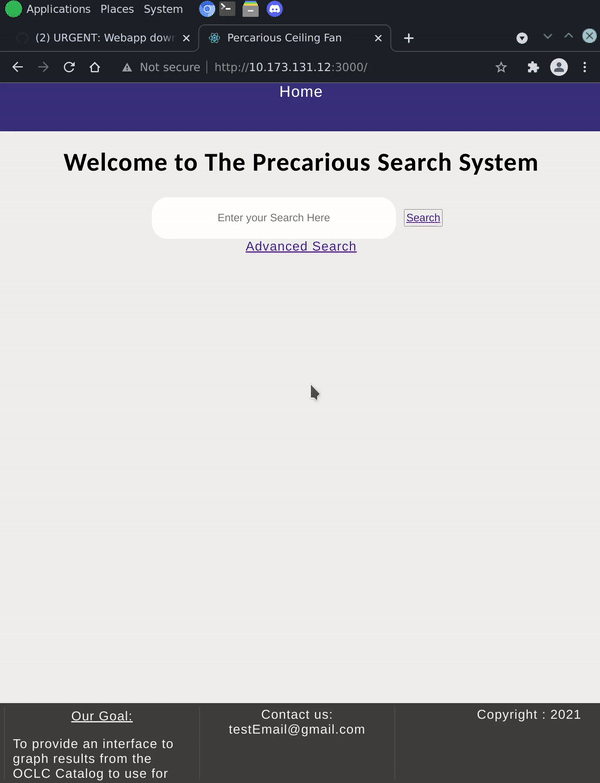 Applications Places System
(2) URGENT: Webapp dow
Percarious Ceiling Fan
Not secure | http://10.173.131.12:3000/
Home
Welcome to The Precarious Search System
Enter your Search Here
Search
Advanced Search
Our Goal:
To provide an interface to
graph results from the
OCLC Catalog to use for
Contact us:
testEmail@gmail.com
Copyright : 2021